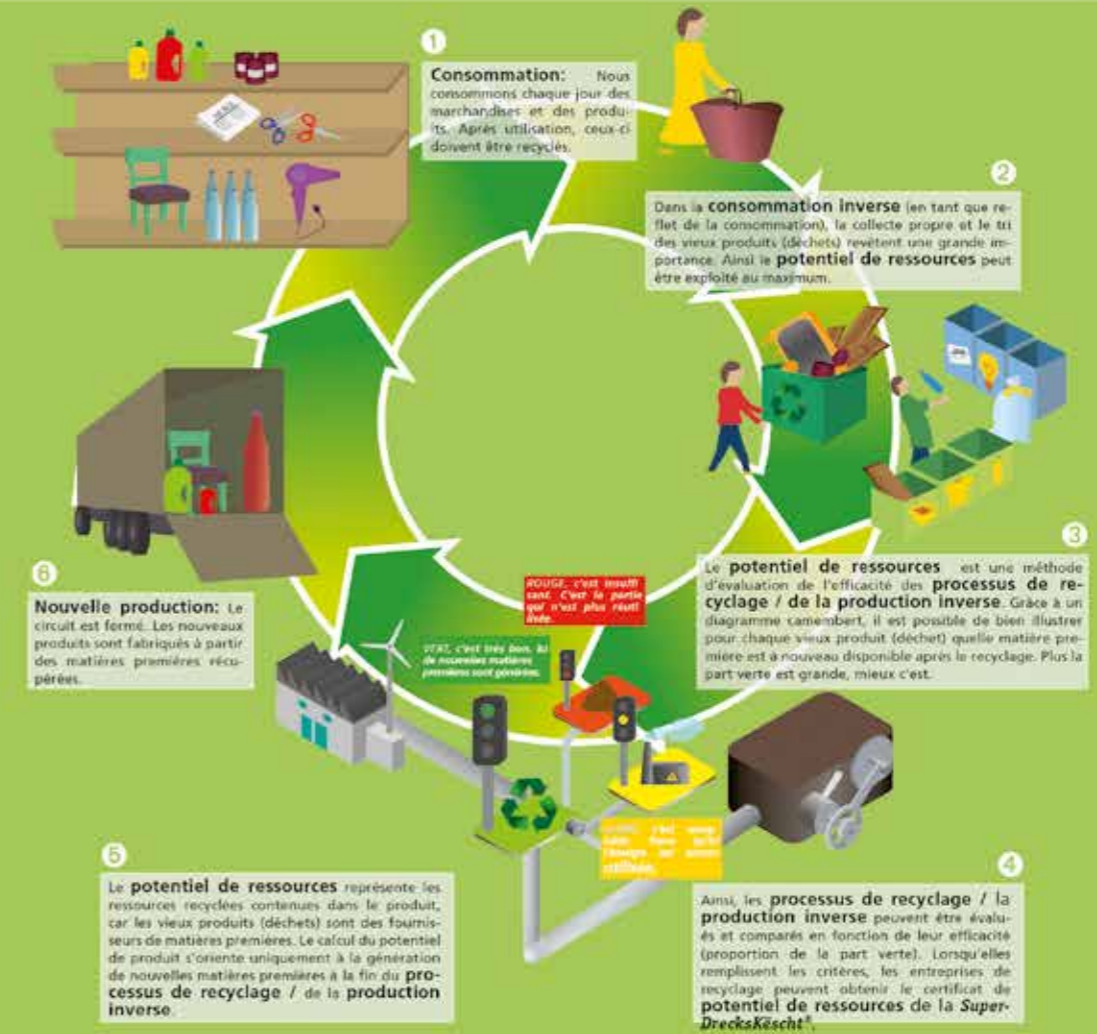 1
Consommation: Nous
consommons chaque jour des
marchandises et des produi-
ts. Après utilisation, ceux-ci
doivent être recyclés.
2
Dans la consommation inverse (en tant que re-
flet de la consommation), la collecte propre et le tri
des vieux produits (déchets) revêtent une grande im-
portance. Ainsi le potentiel de ressources peut
être exploité au maximum.
3
Le potentiel de ressources est une méthode
d'évaluation de l'efficacité des processus de re-
cyclage / de la production inverse. Grâce à un
diagramme camembert, il est possible de bien illustrer
pour chaque vieux produit (déchet) quelle matière pre-
mière est à nouveau disponible après le recyclage. Plus la
part verte est grande, mieux c'est.
ROUGE, c'est insuffi
sant. C'est la partie
qui n'est plus réuti
lisée.
VERT, c'est très bon. Ici
de nouvelles matières
premières sont générées.
c'est
4
Ainsi, les processus de recyclage / la
production inverse peuvent être évalu-
és et comparés en fonction de leur efficacité
(proportion de la part verte). Lorsqu'elles
remplissent les critères, les entreprises de
recyclage peuvent obtenir le certificat de
potentiel de ressources de la Super-
DrecksKëscht®.
5
Le potentiel de ressources représente les
ressources recyclées contenues dans le produit,
car les vieux produits (déchets) sont des fournis-
seurs de matières premières. Le calcul du potentiel
de produit s'oriente uniquement à la génération
de nouvelles matières premières à la fin du pro-
cessus de recyclage / de la production
inverse
6
Nouvelle production: Le
circuit est fermé. Les nouveaux
produits sont fabriqués à partir
des matières premières récu-
pérées.